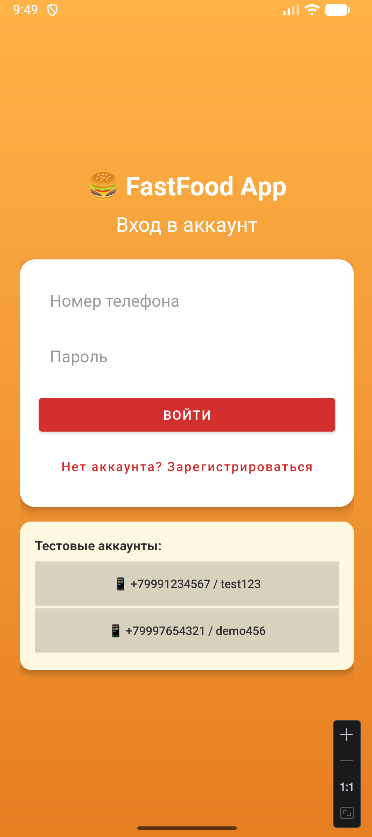 9:49
🍔 FastFood App
Вход в аккаунт
Номер телефона
Пароль
ВОЙТИ
Нет аккаунта? Зарегистрироваться
Тестовые аккаунты:
📱 +79991234567 / test123
📱 +79997654321 / demo456
1:1